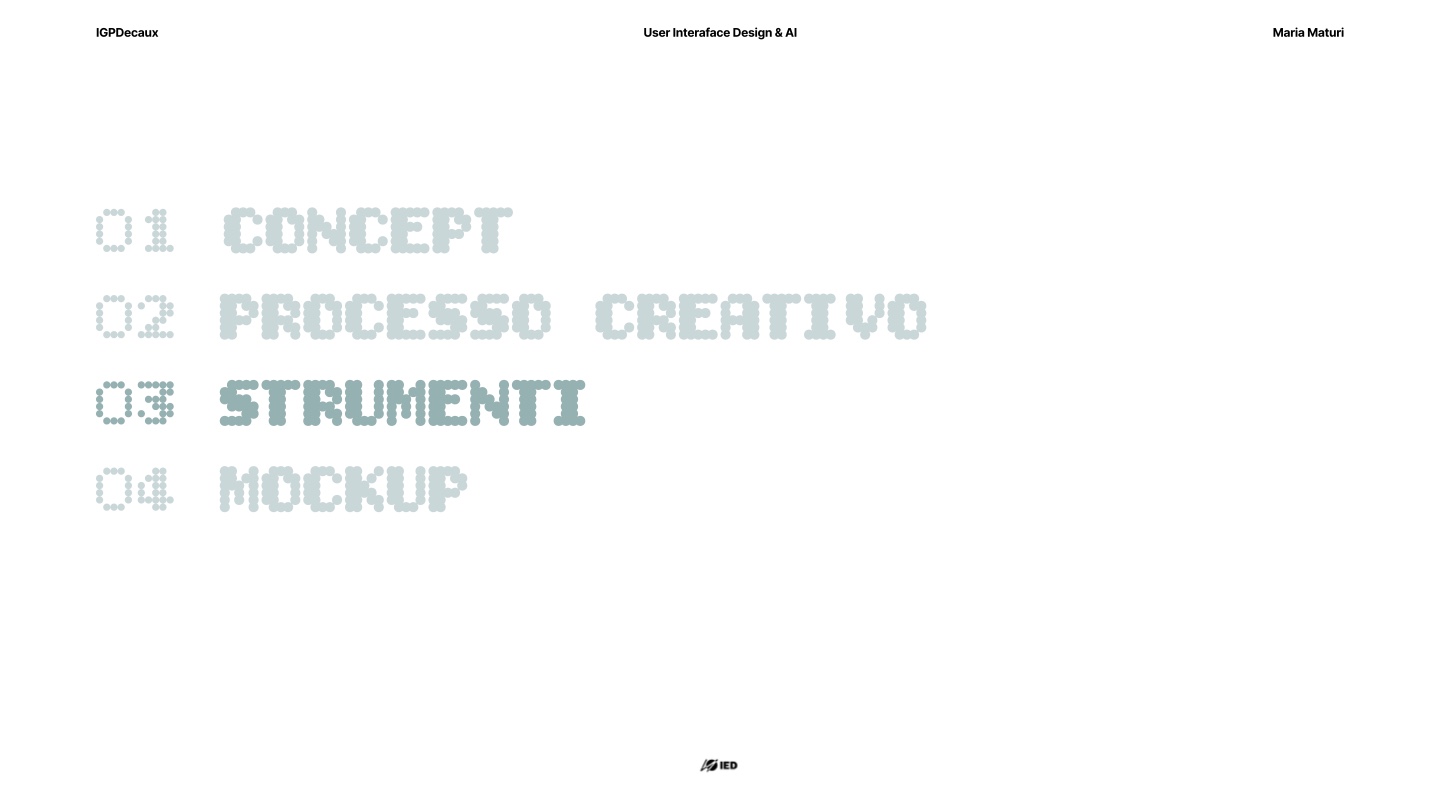 IGPDecaux
User Interaface Design & AI
Maria Maturi
01 CONCEPT
02 PROCESSO CREATIVO
03 STRUMENTI
04 MOCKUP
IED